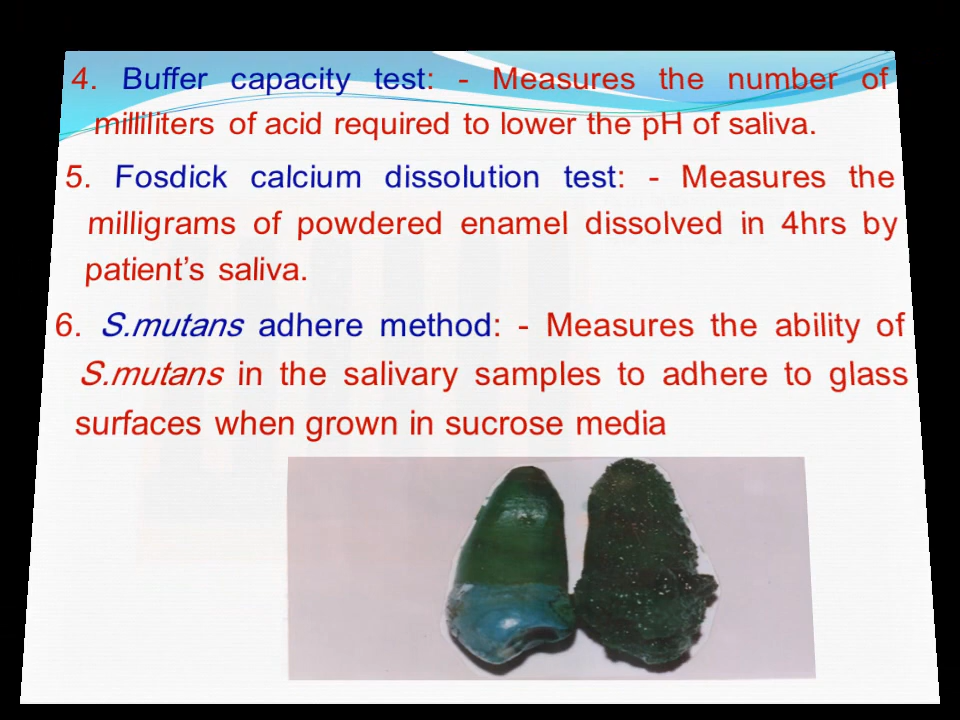 4. Buffer capacity test: - Measures the number of
milliliters of acid required to lower the pH of saliva.
5. Fosdick calcium dissolution test: - Measures the
milligrams of powdered enamel dissolved in 4hrs by
patient’s saliva.
6. S.mutans adhere method: - Measures the ability of
S.mutans in the salivary samples to adhere to glass
surfaces when grown in sucrose media